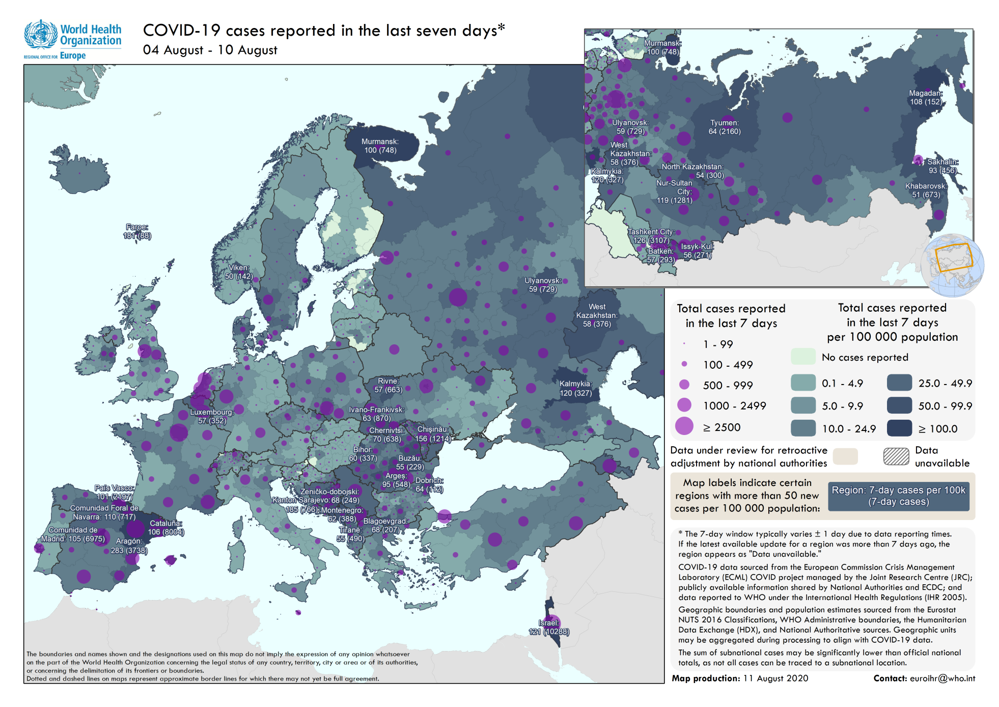 World Health
Organization
REGIONAL OFFICE FOR Europe
COVID-19 cases reported in the last seven days*
04 August - 10 August
Murmansk:
100 (748)
Faroe:
181 (88)
Viken:
50 (142)
Ulyanovsk:
59 (729)
West
Kazakhstan:
58 (376)
Kalmykia:
120 (327)
Rivne:
57 (663)
Luxembourg:
57 (352)
Ivano-Frankivsk:
63 (870)
Chernivtsi:
70 (638)
Chişinău:
156 (1214)
Bihor:
60 (337)
Buzău:
55 (229)
Arges:
95 (548)
Dobrich:
64 (112)
País Vasco:
101 (2197)
Zeničko-dobojski:
68 (249)
Kanton Sarajevo:
185 (766)
Montenegro:
62 (388)
Comunidad Foral de
Navarra: 110 (717)
Cataluña:
106 (8004)
Blagoevgrad:
68 (207)
Tiranë:
55 (490)
Comunidad de
Madrid: 105 (6975)
Aragón:
283 (3738)
Israel:
121 (10288)
The boundaries and names shown and the designations used on this map do not imply the expression of any opinion whatsoever
on the part of the World Health Organization concerning the legal status of any country, territory, city or area or of its authorities,
or concerning the delimitation of its frontiers or boundaries.
Dotted and dashed lines on maps represent approximate border lines for which there may not yet be full agreement.
Murmansk:
100 (748)
Magadan:
108 (152)
Ulyanovsk:
59 (729)
Tyumen:
64 (2160)
West
Kazakhstan:
58 (376)
Kalmykia:
120 (327)
North Kazakhstan:
54 (300)
Sakhalin:
93 (456)
Nur-Sultan
City:
119 (1281)
Khabarovsk:
51 (673)
Tashkent City:
126 (3107)
Batken:
57 (293)
Issyk-Kul:
56 (271)
Total cases reported
in the last 7 days
1 - 99
100 - 499
500 - 999
1000 - 2499
≥ 2500
Total cases reported
in the last 7 days
per 100 000 population
No cases reported
0.1 - 4.9
5.0 - 9.9
10.0 - 24.9
25.0 - 49.9
50.0 - 99.9
≥ 100.0
Data under review for retroactive
adjustment by national authorities
Data
unavailable
Map labels indicate certain
regions with more than 50 new
cases per 100 000 population:
Region: 7-day cases per 100k
(7-day cases)
* The 7-day window typically varies ± 1 day due to data reporting times.
If the latest available update for a region was more than 7 days ago, the
region appears as "Data unavailable."
COVID-19 data sourced from the European Commission Crisis Management
Laboratory (ECML) COVID project managed by the Joint Research Centre (JRC);
publicly available information shared by National Authorities and ECDC; and
data reported to WHO under the International Health Regulations (IHR 2005).
Geographic boundaries and population estimates sourced from the Eurostat
NUTS 2016 Classifications, WHO Administrative boundaries, the Humanitarian
Data Exchange (HDX), and National Authoritative sources. Geographic units
may be aggregated during processing to align with COVID-19 data.
The sum of subnational cases may be significantly lower than official national
totals, as not all cases can be traced to a subnational location.
Map production: 11 August 2020
Contact: euroihr@who.int